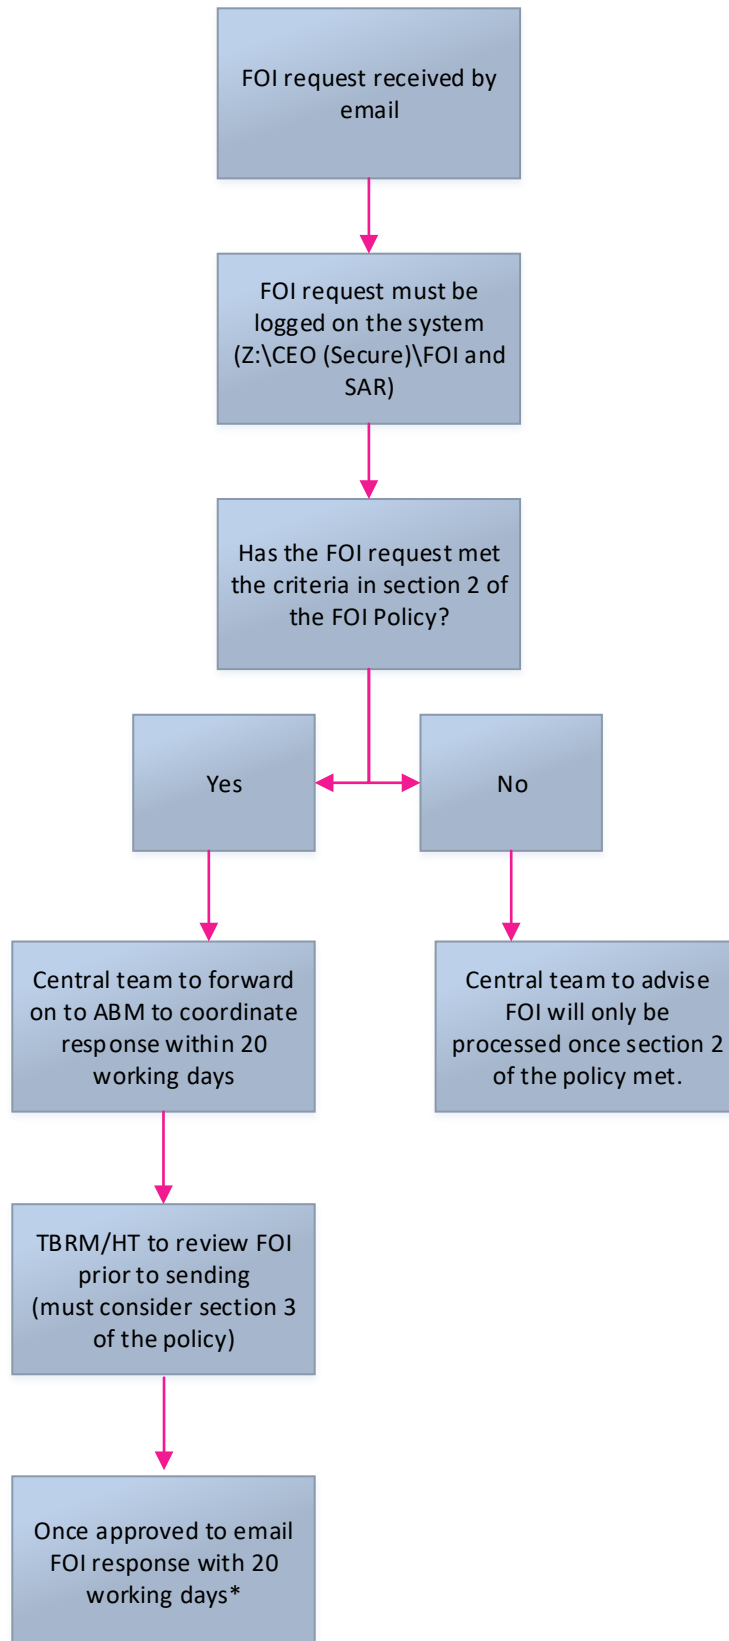 FOI request received by
email
FOI request must be
logged on the system
(Z:\CEO (Secure)\FOI and
SAR)
Has the FOI request met
the criteria in section 2 of
the FOI Policy?
Yes
No
Central team to forward
on to ABM to coordinate
response within 20
working days
Central team to advise
FOI will only be
processed once section 2
of the policy met.
TBRM/HT to review FOI
prior to sending
(must consider section 3
of the policy)
Once approved to email
FOI response with 20
working days*